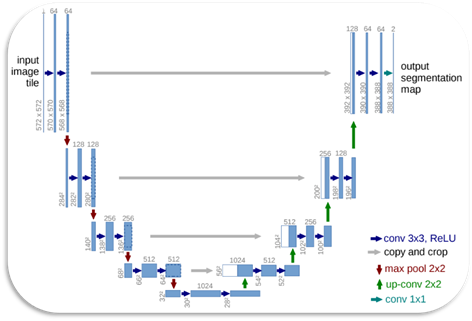 1 64 64
input
image
tile
572 x 572
570 x 570
568 x 568
128 64 64 2
output
segmentation
map
392 x 392
390 x 390
388 x 388
388 x 388
128 128
284²
282²
280²
256 128
200²
198²
196²
256 256
140²
138²
136²
512 256
104²
102²
100²
512 512
68²
66²
64²
1024 512
56²
54²
52²
1024
32²
30²
28²
conv 3x3, ReLU
copy and crop
max pool 2x2
up-conv 2x2
conv 1x1